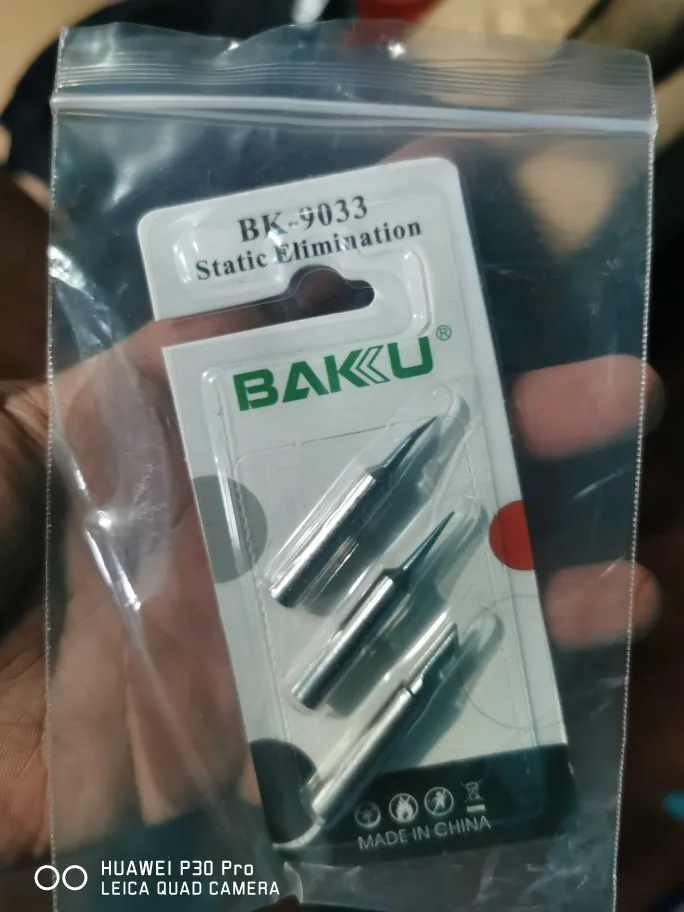 BK-9033
Static Elimination
BAKU®
MADE IN CHINA
HUAWEI P30 Pro
LEICA QUAD CAMERA